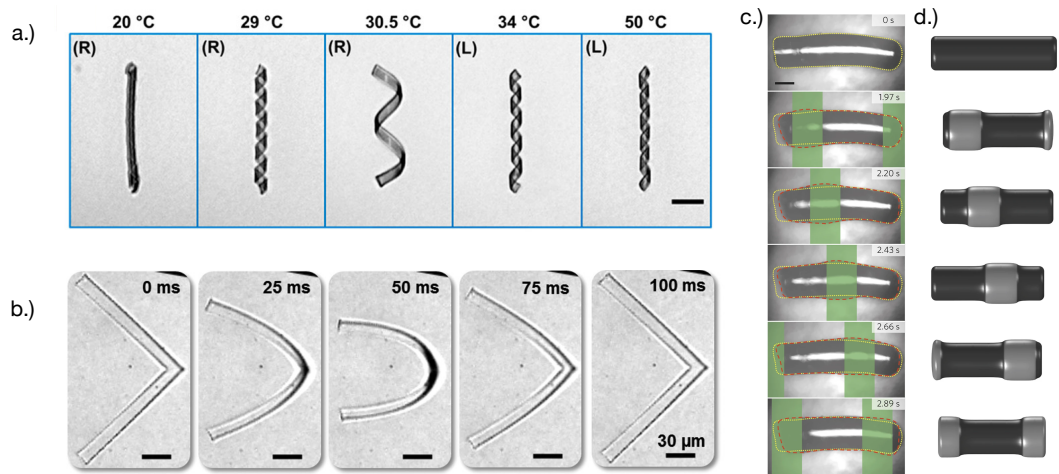 a.)
20 °C 29 °C 30.5 °C 34 °C 50 °C
(R) (R) (R) (L) (L)
b.)
0 ms 25 ms 50 ms 75 ms 100 ms
30 µm
c.)
0 s
1.97 s
2.20 s
2.43 s
2.66 s
2.89 s
d.)